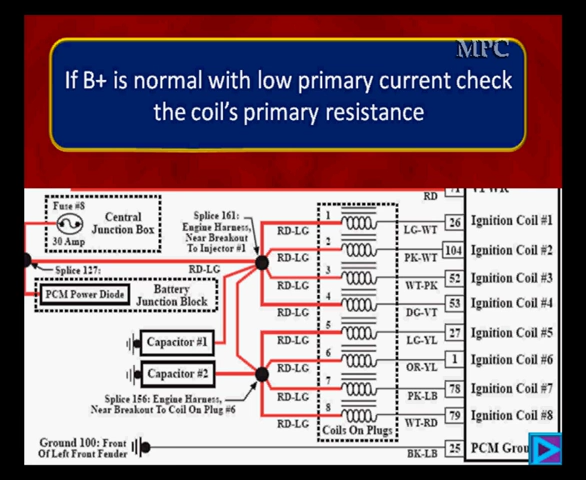 MPC
If B+ is normal with low primary current check
the coil's primary resistance
RD
71
Fuse #8
Central
Junction Box
30 Amp
Splice 161:
Engine Harness,
Near Breakout
To Injector #1
Splice 127:
RD-LG
PCM Power Diode
Battery
Junction Block
Capacitor #1
Capacitor #2
Splice 156: Engine Harness,
Near Breakout To Coil On Plug #6
Ground 100: Front
Of Left Front Fender
1
RD-LG
LG-WT
26
Ignition Coil #1
2
RD-LG
PK-WT
104
Ignition Coil #2
3
RD-LG
WT-PK
52
Ignition Coil #3
4
RD-LG
DG-VT
53
Ignition Coil #4
5
RD-LG
LG-YL
27
Ignition Coil #5
6
RD-LG
OR-YL
1
Ignition Coil #6
7
RD-LG
PK-LB
78
Ignition Coil #7
8
RD-LG
WT-RD
79
Ignition Coil #8
Coils On Plugs
BK-LB
25
PCM Grou